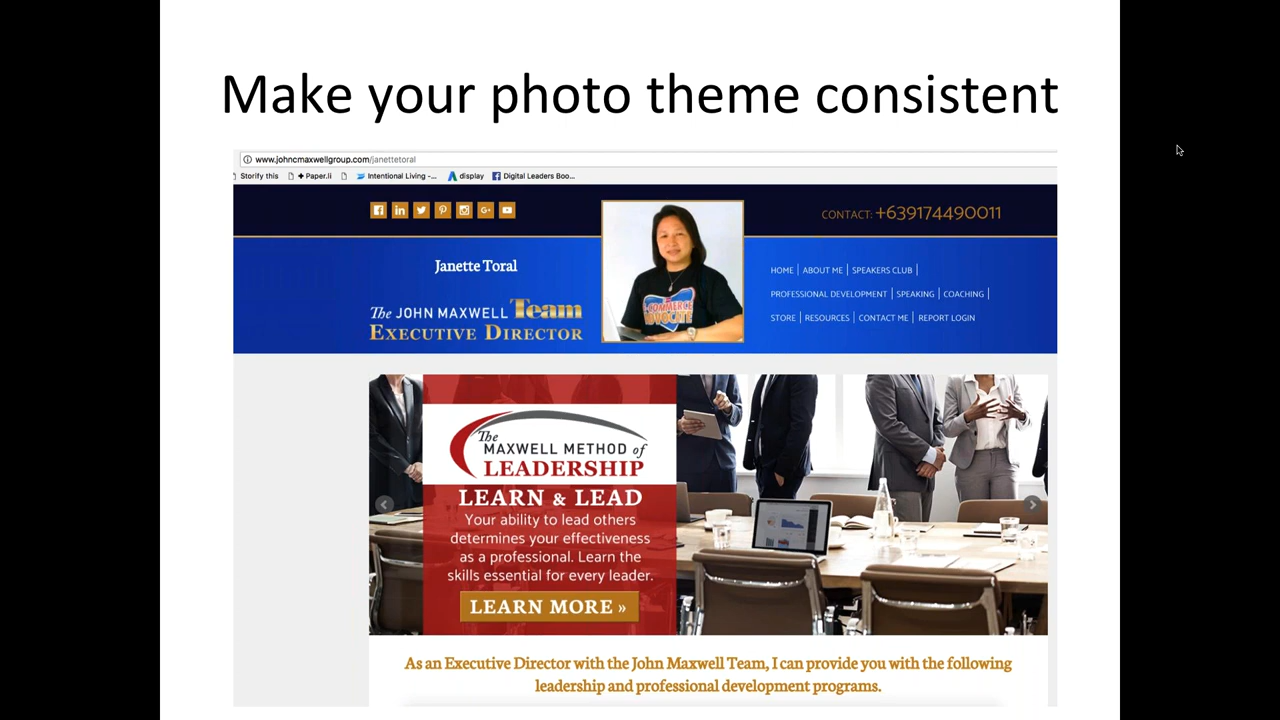 Make your photo theme consistent
www.johncmaxwellgroup.com/janettetoral
Storify this
Paper.li
Intentional Living -...
display
Digital Leaders Boo...
CONTACT: +639174490011
Janette Toral
The JOHN MAXWELL Team
EXECUTIVE DIRECTOR
E-COMMERCE
ADVOCATE
HOME | ABOUT ME | SPEAKERS CLUB |
PROFESSIONAL DEVELOPMENT | SPEAKING | COACHING |
STORE | RESOURCES | CONTACT ME | REPORT LOGIN
The
MAXWELL METHOD of
LEADERSHIP
LEARN & LEAD
Your ability to lead others
determines your effectiveness
as a professional. Learn the
skills essential for every leader.
LEARN MORE »
As an Executive Director with the John Maxwell Team, I can provide you with the following
leadership and professional development programs.